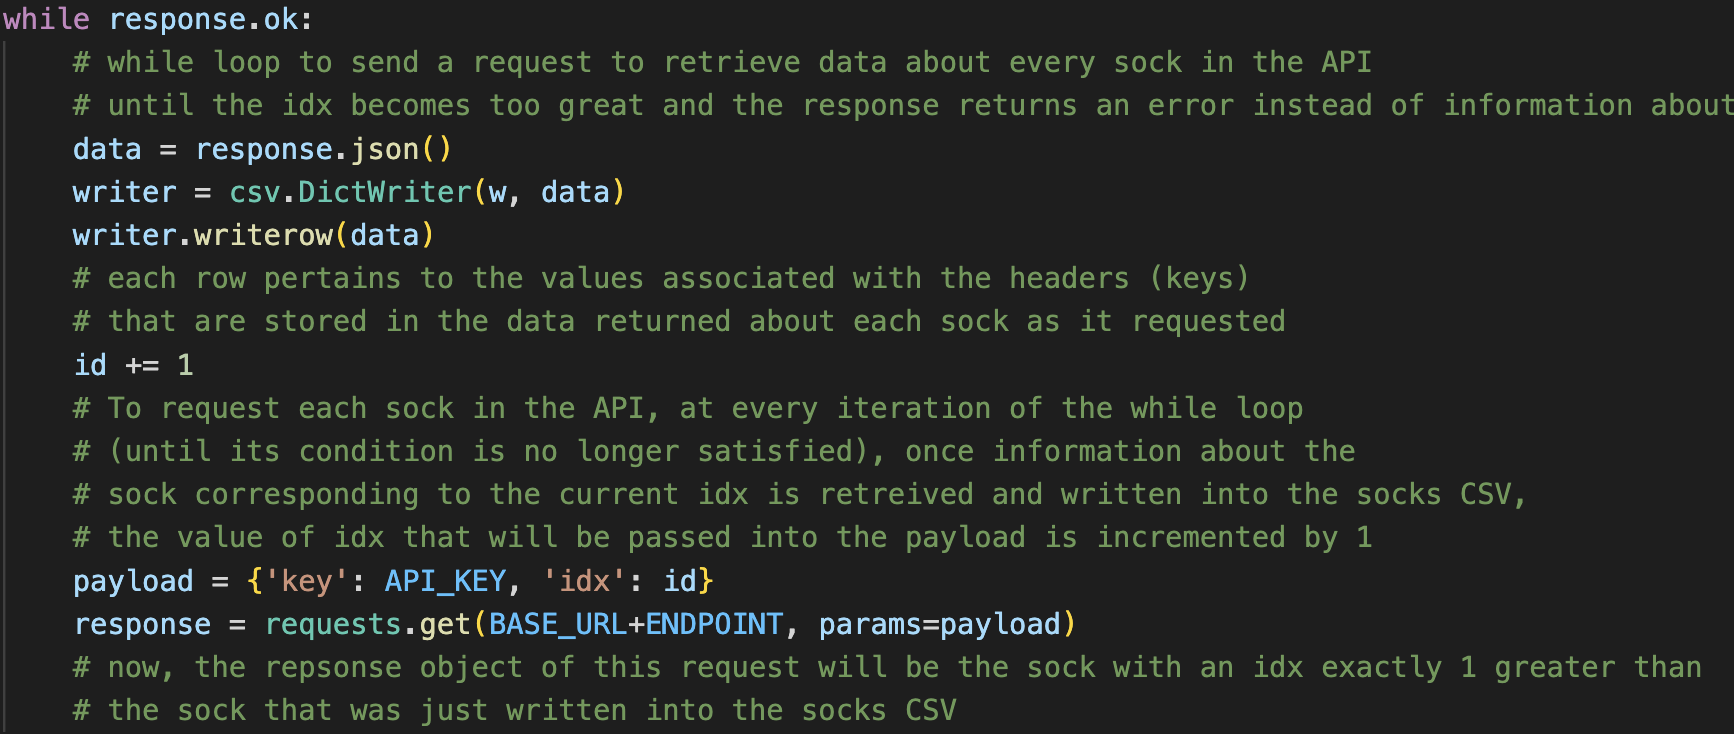 while response.ok:
# while loop to send a request to retrieve data about every sock in the API
# until the idx becomes too great and the response returns an error instead of information about
data = response.json()
writer = csv.DictWriter(w, data)
writer.writerow(data)
# each row pertains to the values associated with the headers (keys)
# that are stored in the data returned about each sock as it requested
id += 1
# To request each sock in the API, at every iteration of the while loop
# (until its condition is no longer satisfied), once information about the
# sock corresponding to the current idx is retreived and written into the socks CSV,
# the value of idx that will be passed into the payload is incremented by 1
payload = {'key': API_KEY, 'idx': id}
response = requests.get(BASE_URL+ENDPOINT, params=payload)
# now, the repsonse object of this request will be the sock with an idx exactly 1 greater than
# the sock that was just written into the socks CSV